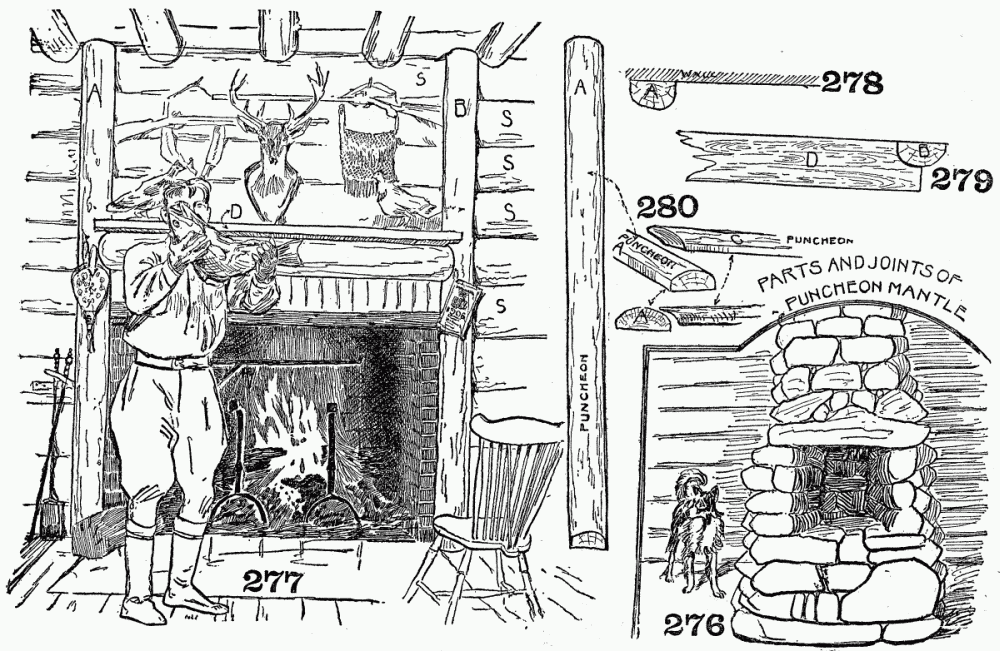 A
S
B
S
S
S
D
S
277
A
PUNCHEON
WALL
A
278
D
B
279
280
PUNCHEON
A
C
PUNCHEON
A
PARTS AND JOINTS OF
PUNCHEON MANTLE
276